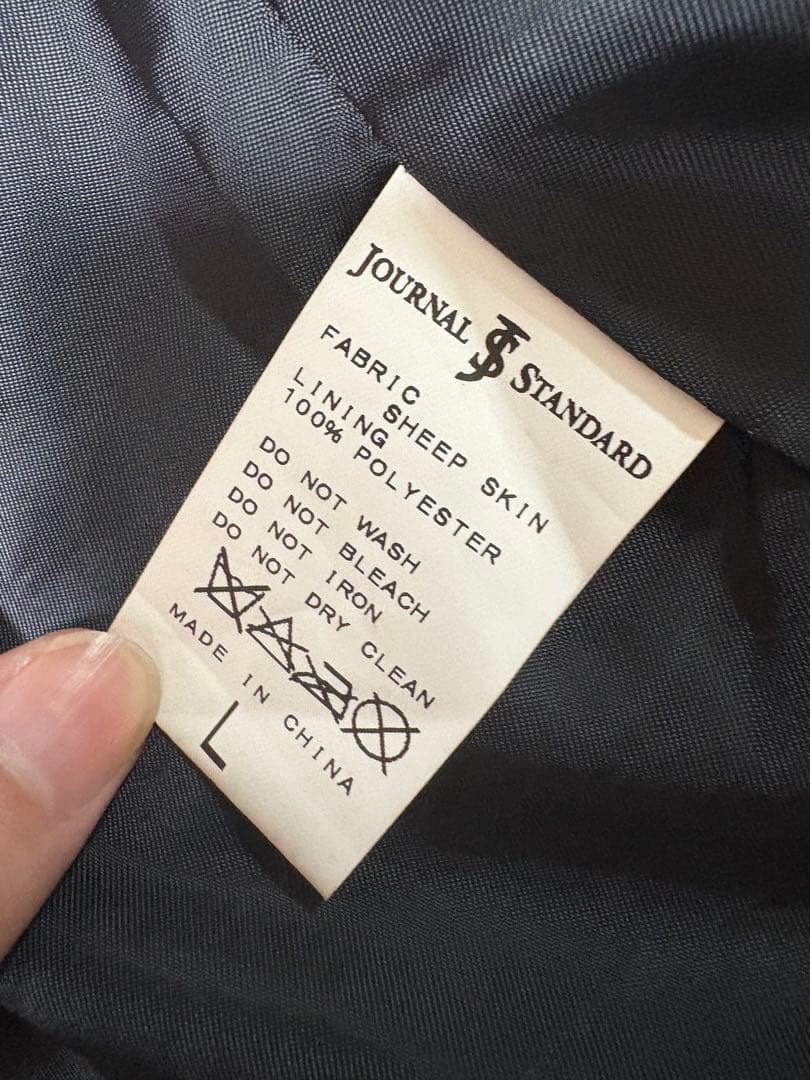 JOURNAL JS STANDARD
FABRIC
SHEEP SKIN
LINING
100% POLYESTER
DO NOT WASH
DO NOT BLEACH
DO NOT IRON
DO NOT DRY CLEAN
MADE IN CHINA
L